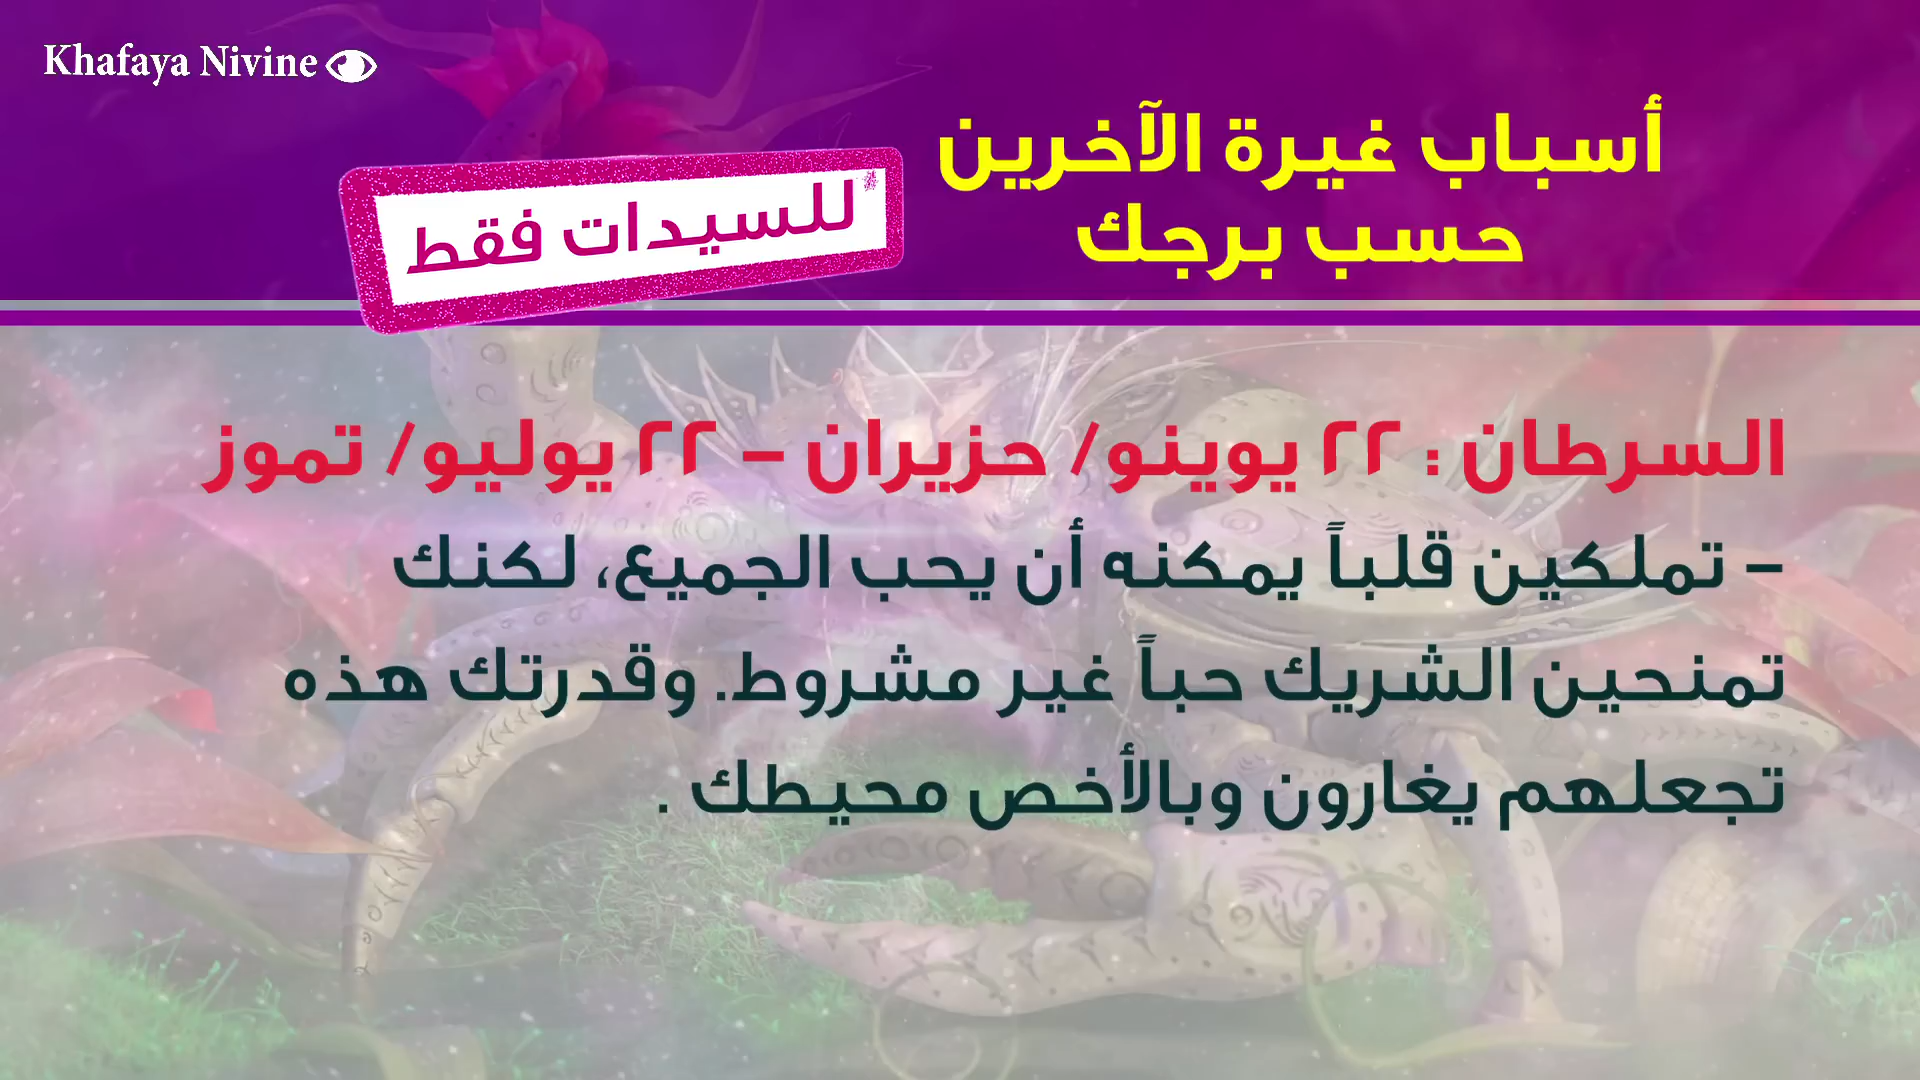 Khafaya Nivine
أسباب غيرة الآخرين
حسب برجك
للسيدات فقط
السرطان : ٢٢ يوينو/ حزيران – ٢٢ يوليو/ تموز
– تملكين قلباً يمكنه أن يحب الجميع، لكنك
تمنحين الشريك حباً غير مشروط. وقدرتك هذه
تجعلهم يغارون وبالأخص محيطك .